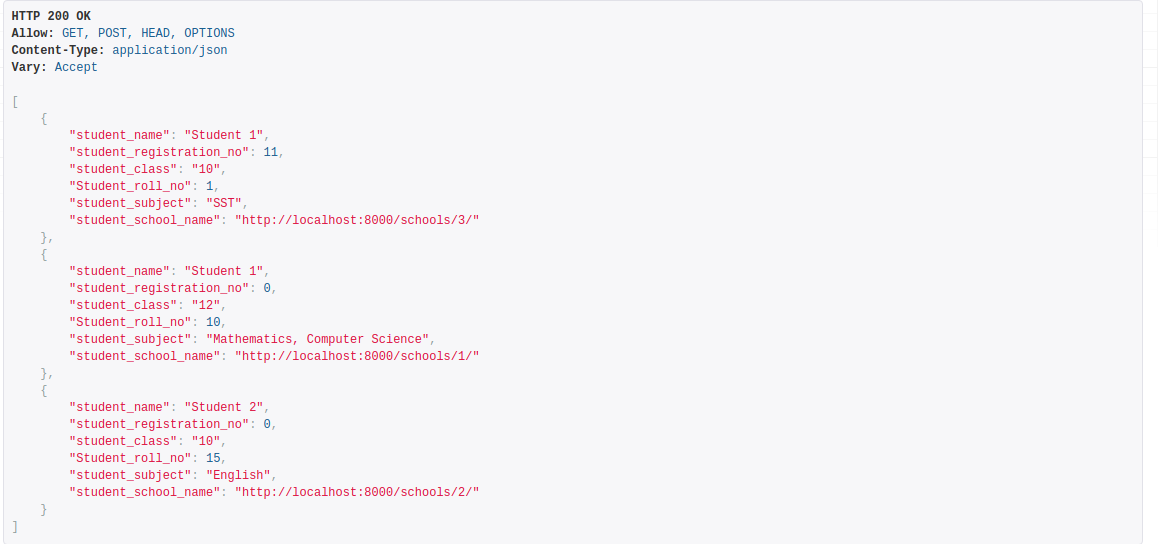 HTTP 200 OK
Allow: GET, POST, HEAD, OPTIONS
Content-Type: application/json
Vary: Accept
[
{
"student_name": "Student 1",
"student_registration_no": 11,
"student_class": "10",
"Student_roll_no": 1,
"student_subject": "SST",
"student_school_name": "http://localhost:8000/schools/3/"
},
{
"student_name": "Student 1",
"student_registration_no": 0,
"student_class": "12",
"Student_roll_no": 10,
"student_subject": "Mathematics, Computer Science",
"student_school_name": "http://localhost:8000/schools/1/"
},
{
"student_name": "Student 2",
"student_registration_no": 0,
"student_class": "10",
"Student_roll_no": 15,
"student_subject": "English",
"student_school_name": "http://localhost:8000/schools/2/"
}
]